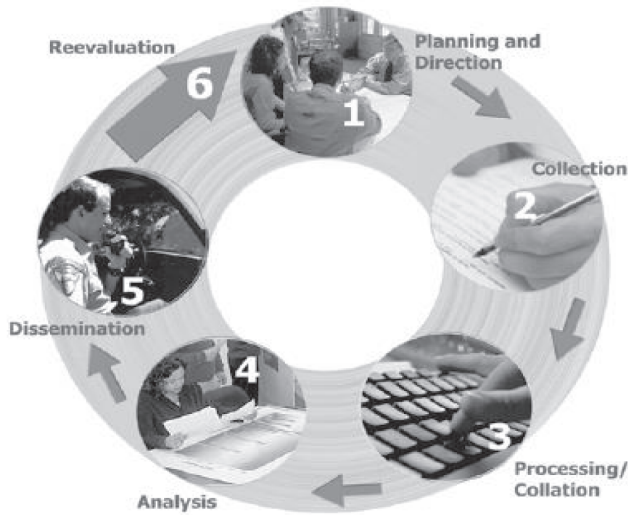 Reevaluation
6
1
Planning and
Direction
Collection
2
3
Processing/
Collation
4
Analysis
5
Dissemination